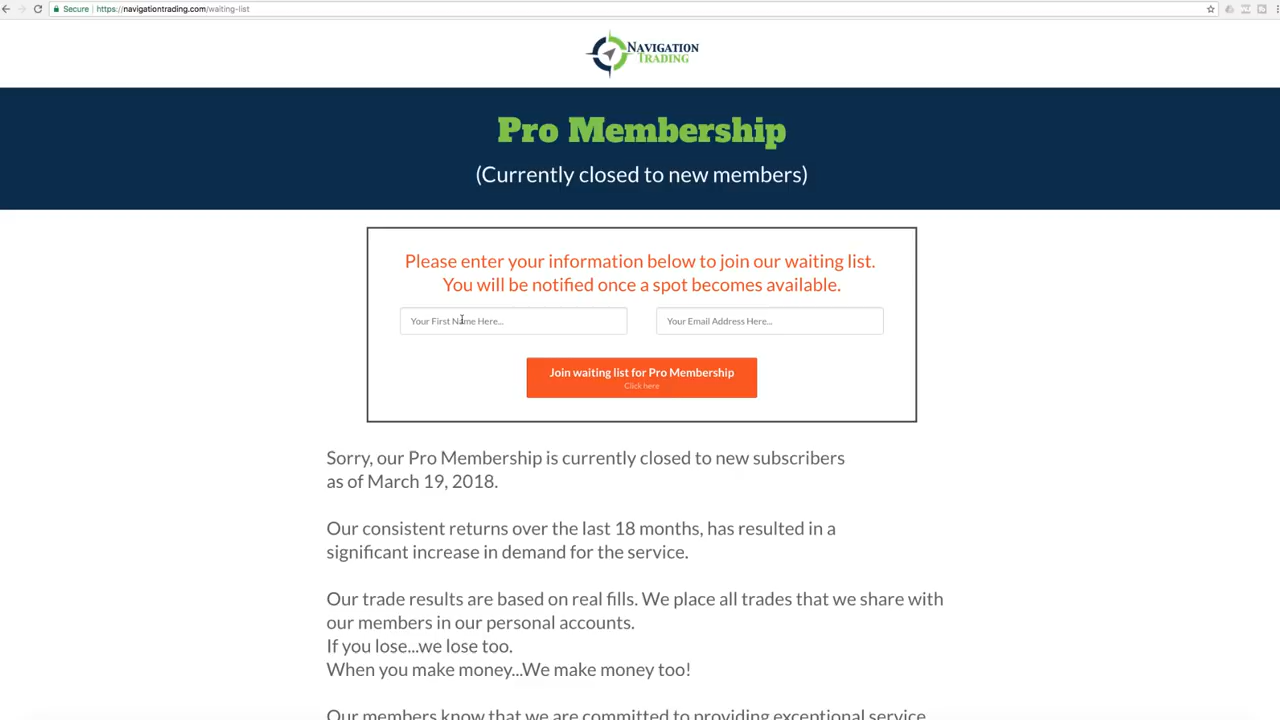 Secure | https://navigationtrading.com/waiting-list
NAVIGATION
TRADING
Pro Membership
(Currently closed to new members)
Please enter your information below to join our waiting list.
You will be notified once a spot becomes available.
Your First Name Here...
Your Email Address Here...
Join waiting list for Pro Membership
Click here
Sorry, our Pro Membership is currently closed to new subscribers
as of March 19, 2018.
Our consistent returns over the last 18 months, has resulted in a
significant increase in demand for the service.
Our trade results are based on real fills. We place all trades that we share with
our members in our personal accounts.
If you lose...we lose too.
When you make money...We make money too!
Our members know that we are committed to providing exceptional service